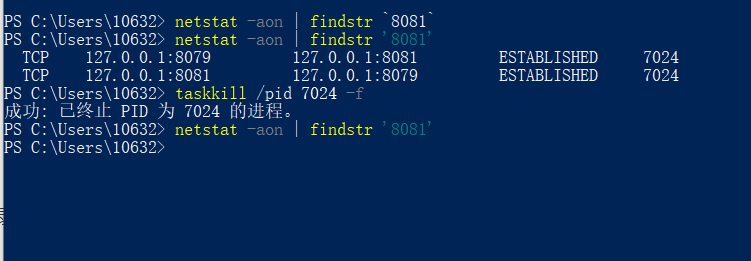 PS C:\Users\10632> netstat -aon | findstr `8081`
PS C:\Users\10632> netstat -aon | findstr '8081'
TCP 127.0.0.1:8079 127.0.0.1:8081 ESTABLISHED 7024
TCP 127.0.0.1:8081 127.0.0.1:8079 ESTABLISHED 7024
PS C:\Users\10632> taskkill /pid 7024 -f
成功: 已终止 PID 为 7024 的进程。
PS C:\Users\10632> netstat -aon | findstr '8081'
PS C:\Users\10632>